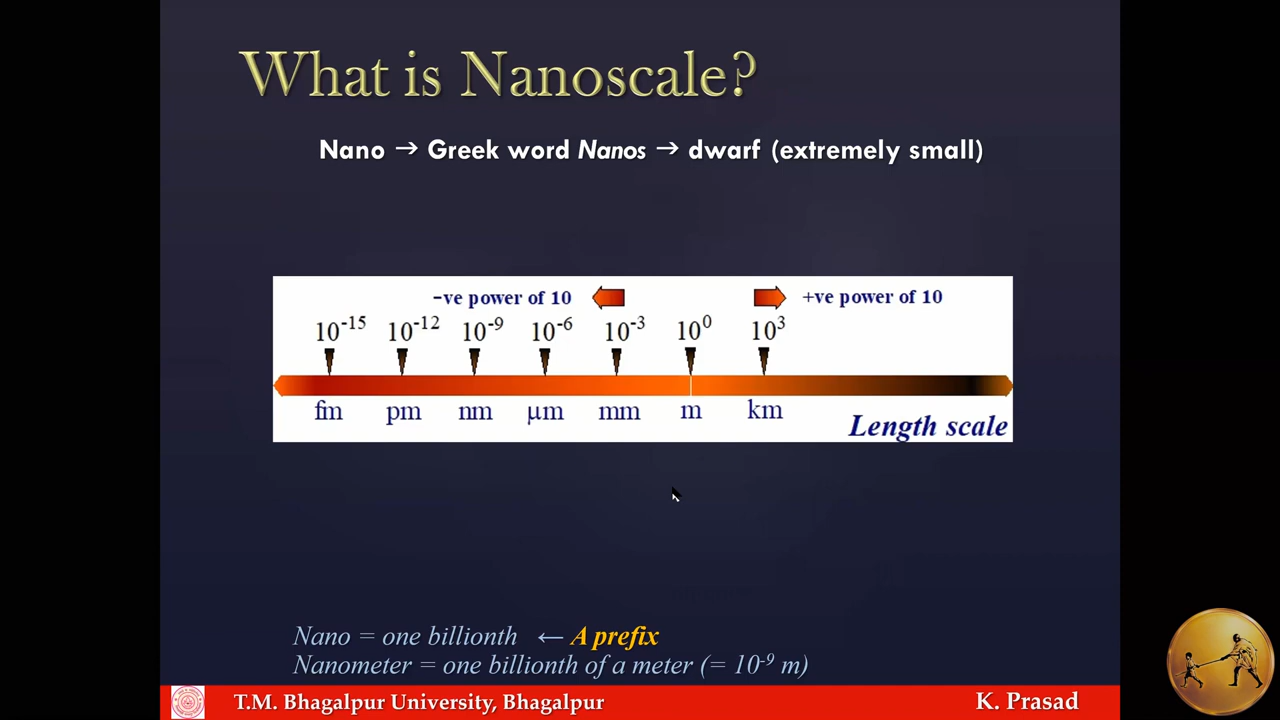 What is Nanoscale?
Nano → Greek word Nanos → dwarf (extremely small)
-ve power of 10 +ve power of 10
10⁻¹⁵ 10⁻¹² 10⁻⁹ 10⁻⁶ 10⁻³ 10⁰ 10³
fm pm nm µm mm m km
Length scale
Nano = one billionth ← A prefix
Nanometer = one billionth of a meter (= 10⁻⁹ m)
T.M. Bhagalpur University, Bhagalpur K. Prasad